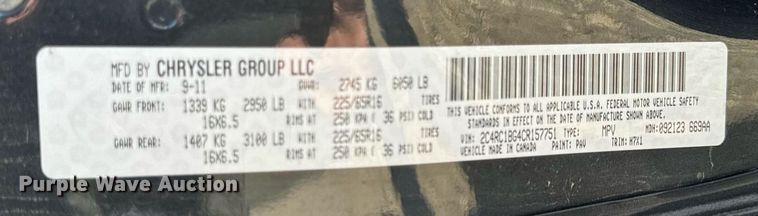 MFD BY CHRYSLER GROUP LLC
DATE OF MFR: 9-11 GVWR: 2745 KG 6050 LB
GAWR FRONT: 1339 KG 2950 LB WITH 225/65R16 TIRES
16X6.5 RIMS AT 250 KPA ( 36 PSI) COLD
GAWR REAR: 1407 KG 3100 LB WITH 225/65R16 TIRES
16X6.5 RIMS AT 250 KPA ( 36 PSI) COLD
THIS VEHICLE CONFORMS TO ALL APPLICABLE U.S.A. FEDERAL MOTOR VEHICLE SAFETY
STANDARDS IN EFFECT ON THE DATE OF MANUFACTURE SHOWN ABOVE.
VIN: 2C4RC1BG4CR157751 TYPE: MPV MDH: 092123 669AA
VEHICLE MADE IN CANADA PAINT: PAV TRIM: H7X1
Purple Wave Auction